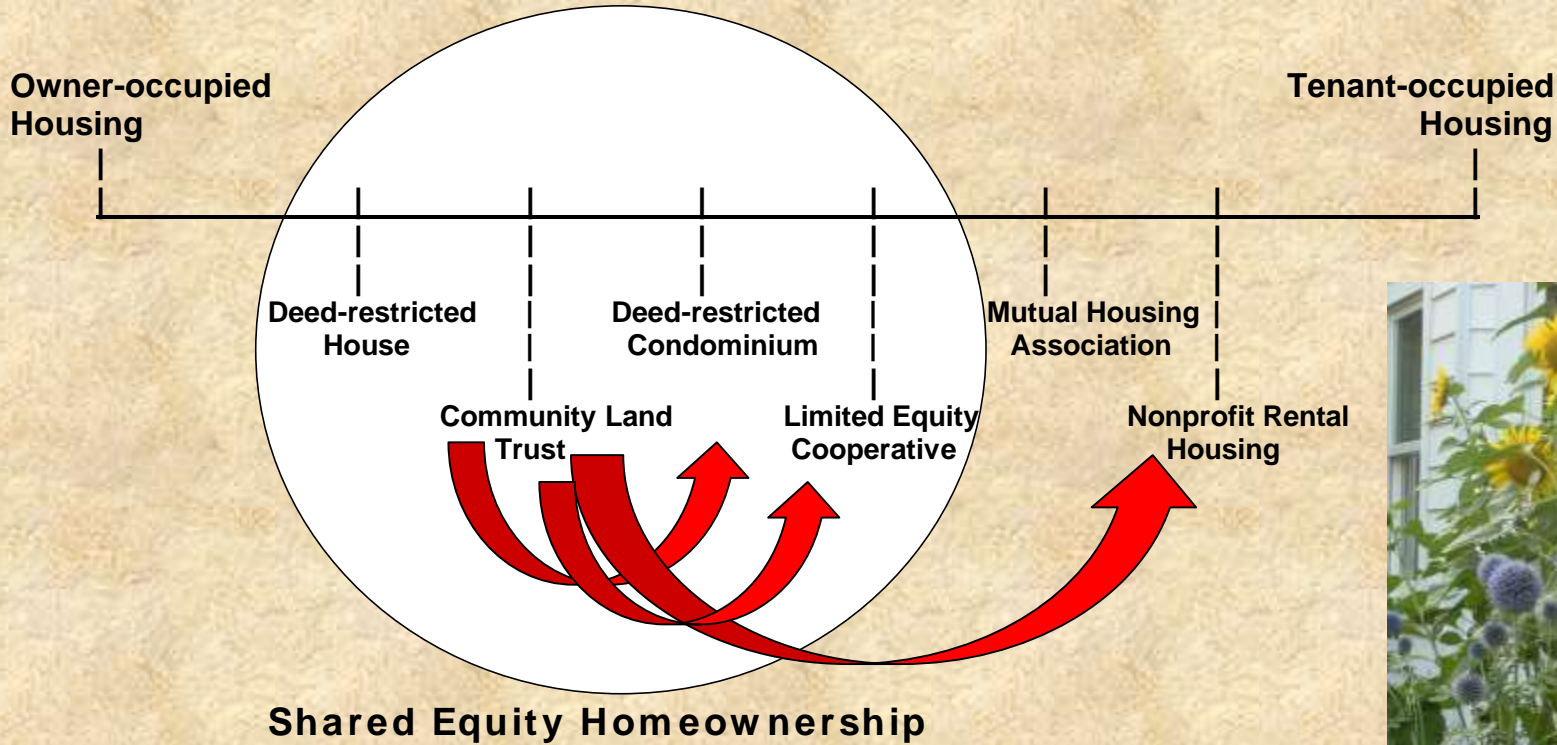 Owner-occupied
Housing
Tenant-occupied
Housing
Deed-restricted
House
Deed-restricted
Condominium
Mutual Housing
Association
Community Land
Trust
Limited Equity
Cooperative
Nonprofit Rental
Housing
Shared Equity Homeownership